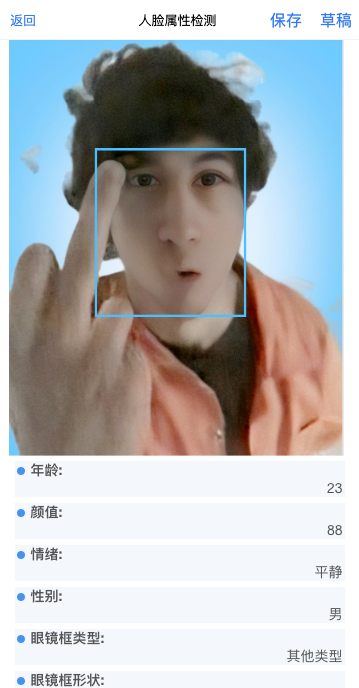 返回 人脸属性检测 保存 草稿
年龄:
23
颜值:
88
情绪:
平静
性别:
男
眼镜框类型:
其他类型
眼镜框形状: